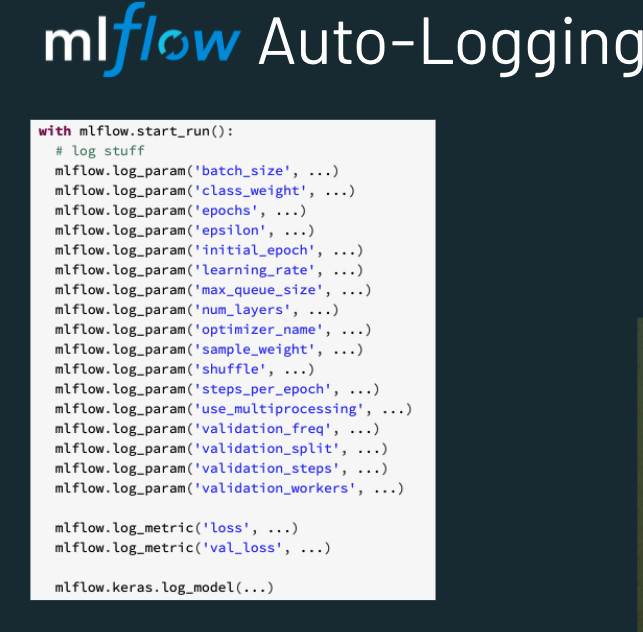 mlflow Auto-Logging
with mlflow.start_run():
# log stuff
mlflow.log_param('batch_size', ...)
mlflow.log_param('class_weight', ...)
mlflow.log_param('epochs', ...)
mlflow.log_param('epsilon', ...)
mlflow.log_param('initial_epoch', ...)
mlflow.log_param('learning_rate', ...)
mlflow.log_param('max_queue_size', ...)
mlflow.log_param('num_layers', ...)
mlflow.log_param('optimizer_name', ...)
mlflow.log_param('sample_weight', ...)
mlflow.log_param('shuffle', ...)
mlflow.log_param('steps_per_epoch', ...)
mlflow.log_param('use_multiprocessing', ...)
mlflow.log_param('validation_freq', ...)
mlflow.log_param('validation_split', ...)
mlflow.log_param('validation_steps', ...)
mlflow.log_param('validation_workers', ...)
mlflow.log_metric('loss', ...)
mlflow.log_metric('val_loss', ...)
mlflow.keras.log_model(...)